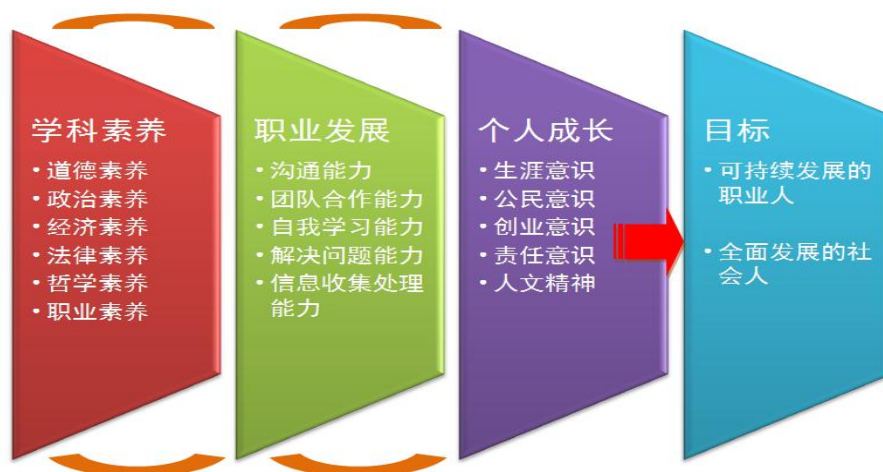 学科素养
• 道德素养
• 政治素养
• 经济素养
• 法律素养
• 哲学素养
• 职业素养
职业发展
• 沟通能力
• 团队合作能力
• 自我学习能力
• 解决问题能力
• 信息收集处理
能力
个人成长
• 生涯意识
• 公民意识
• 创业意识
• 责任意识
• 人文精神
目标
• 可持续发展的
职业人
• 全面发展的社
会人